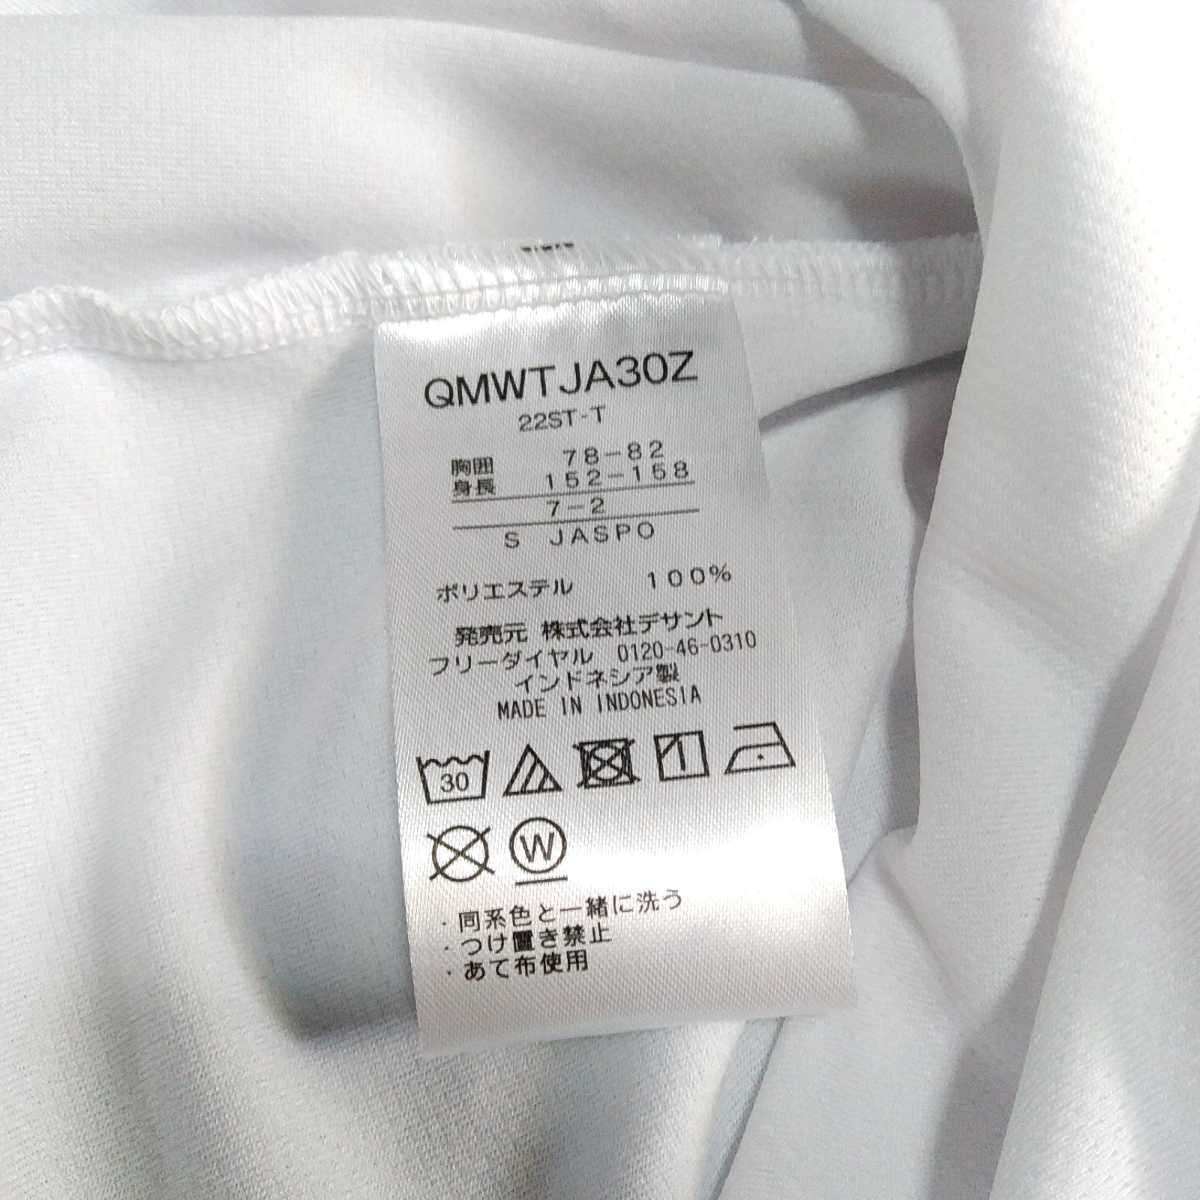 QMWTJA30Z
22ST-T
胸囲 78-82
身長 152-158
7-2
S JASPO
ポリエステル 100%
発売元 株式会社デサント
フリーダイヤル 0120-46-0310
インドネシア製
MADE IN INDONESIA
30
1
W
・同系色と一緒に洗う
・つけ置き禁止
・あて布使用